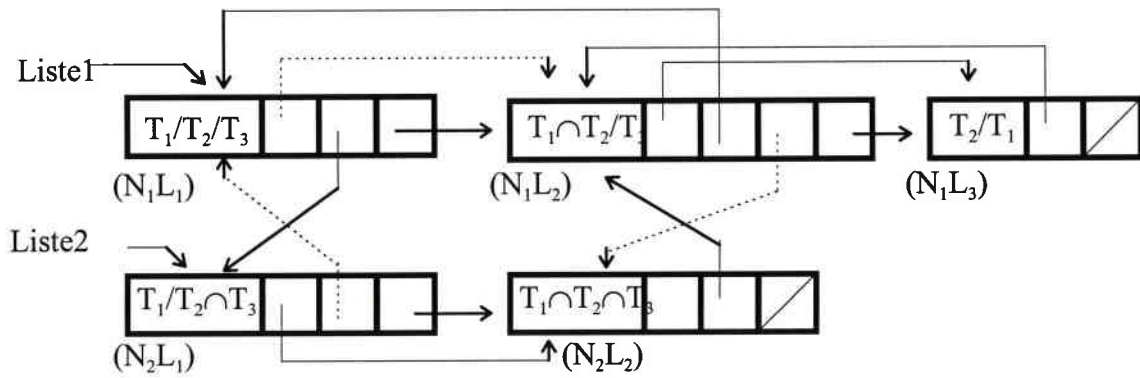 Liste1
T₁/T₂/T₃
T₁∩T₂/T₃
T₂/T₁
(N₁L₁)
(N₁L₂)
(N₁L₃)
Liste2
T₁/T₂∩T₃
T₁∩T₂∩T₃
(N₂L₁)
(N₂L₂)